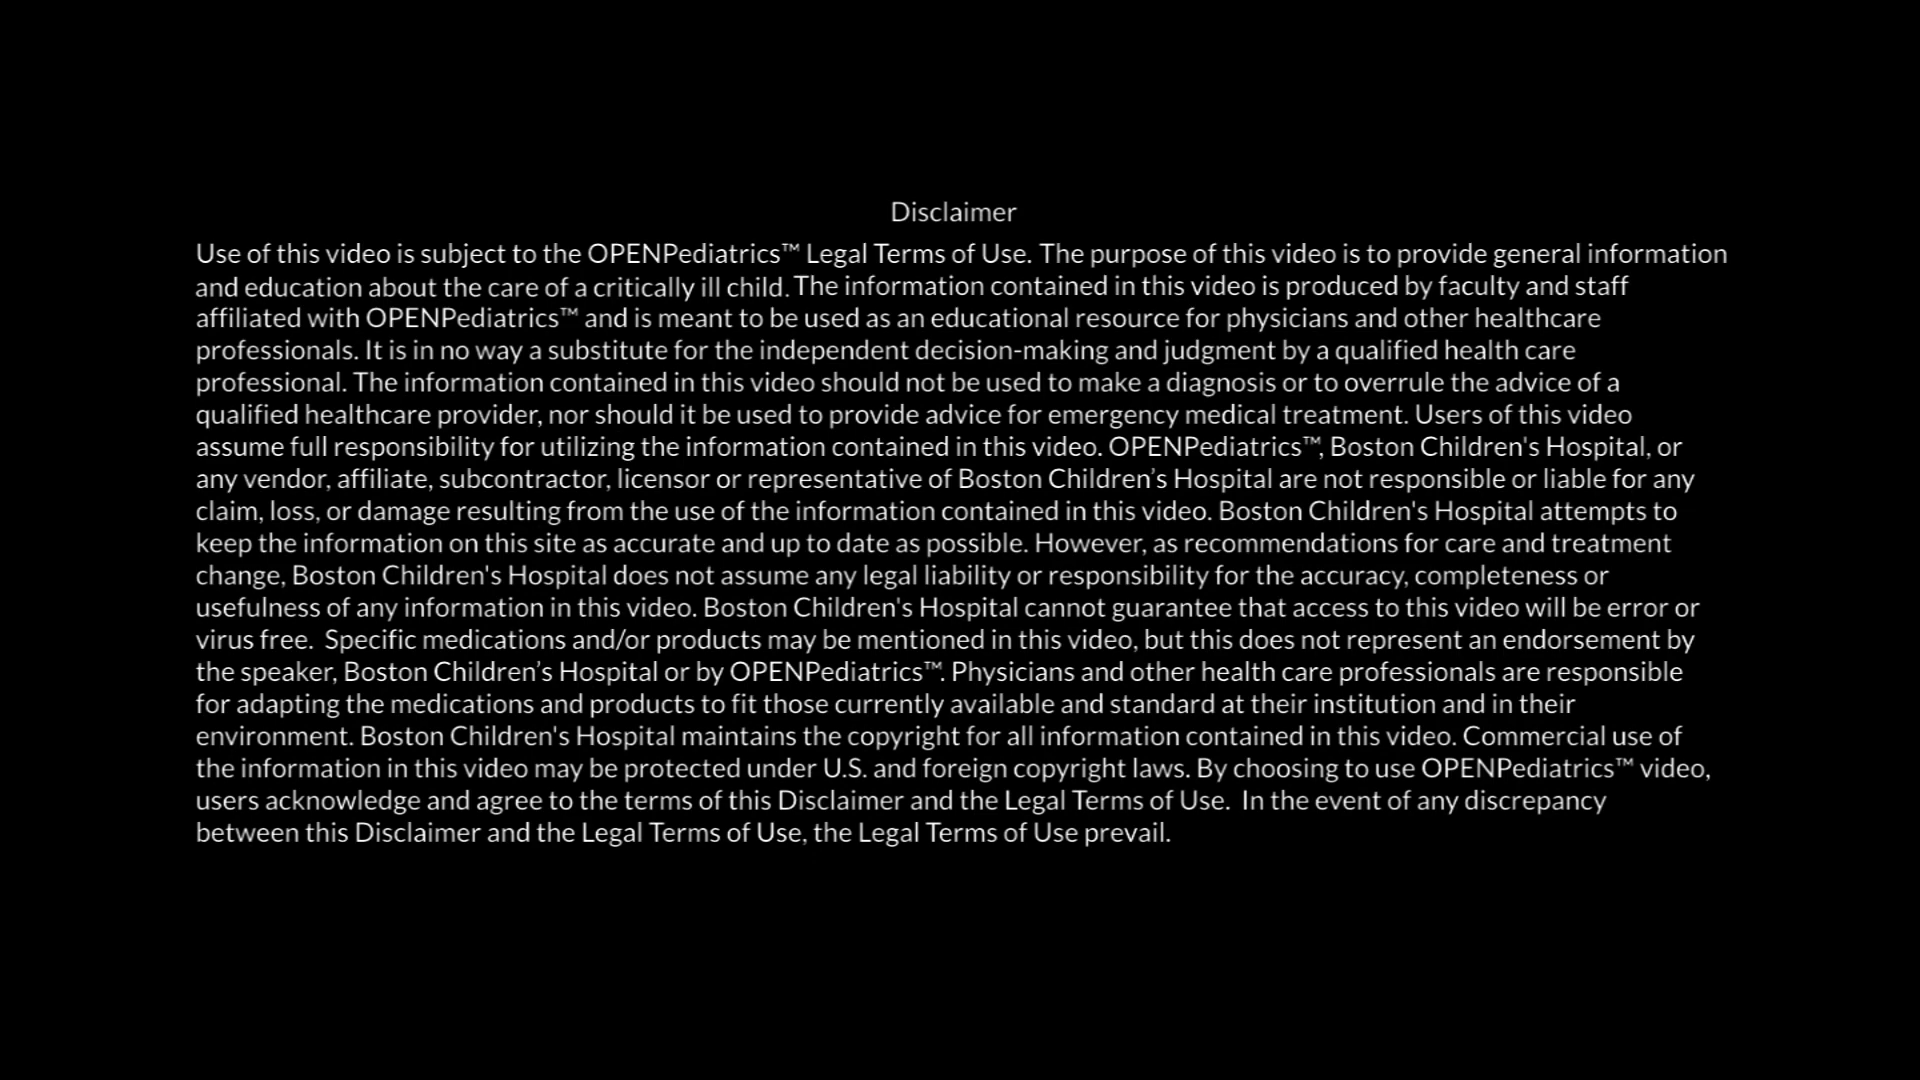 Disclaimer
Use of this video is subject to the OPENPediatrics™ Legal Terms of Use. The purpose of this video is to provide general information
and education about the care of a critically ill child. The information contained in this video is produced by faculty and staff
affiliated with OPENPediatrics™ and is meant to be used as an educational resource for physicians and other healthcare
professionals. It is in no way a substitute for the independent decision-making and judgment by a qualified health care
professional. The information contained in this video should not be used to make a diagnosis or to overrule the advice of a
qualified healthcare provider, nor should it be used to provide advice for emergency medical treatment. Users of this video
assume full responsibility for utilizing the information contained in this video. OPENPediatrics™, Boston Children's Hospital, or
any vendor, affiliate, subcontractor, licensor or representative of Boston Children’s Hospital are not responsible or liable for any
claim, loss, or damage resulting from the use of the information contained in this video. Boston Children's Hospital attempts to
keep the information on this site as accurate and up to date as possible. However, as recommendations for care and treatment
change, Boston Children's Hospital does not assume any legal liability or responsibility for the accuracy, completeness or
usefulness of any information in this video. Boston Children's Hospital cannot guarantee that access to this video will be error or
virus free.  Specific medications and/or products may be mentioned in this video, but this does not represent an endorsement by
the speaker, Boston Children’s Hospital or by OPENPediatrics™. Physicians and other health care professionals are responsible
for adapting the medications and products to fit those currently available and standard at their institution and in their
environment. Boston Children's Hospital maintains the copyright for all information contained in this video. Commercial use of
the information in this video may be protected under U.S. and foreign copyright laws. By choosing to use OPENPediatrics™ video,
users acknowledge and agree to the terms of this Disclaimer and the Legal Terms of Use.  In the event of any discrepancy
between this Disclaimer and the Legal Terms of Use, the Legal Terms of Use prevail.